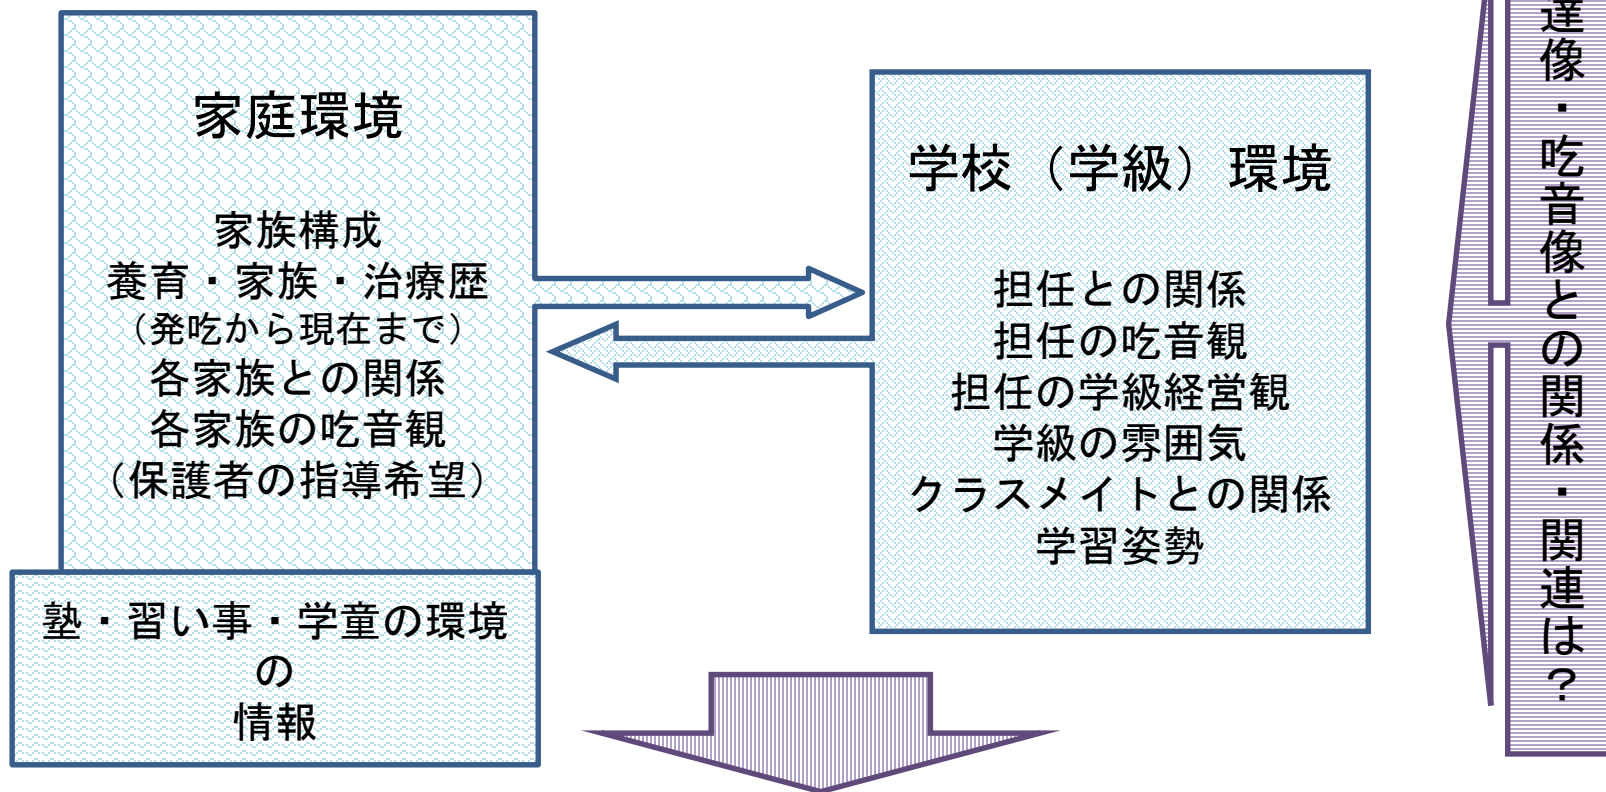 家庭環境
家族構成
養育・家族・治療歴
（発吃から現在まで）
各家族との関係
各家族の吃音観
（保護者の指導希望）
塾・習い事・学童の環境
の
情報
学校（学級）環境
担任との関係
担任の吃音観
担任の学級経営観
学級の雰囲気
クラスメイトとの関係
学習姿勢
達像・吃音像との関係・関連は？